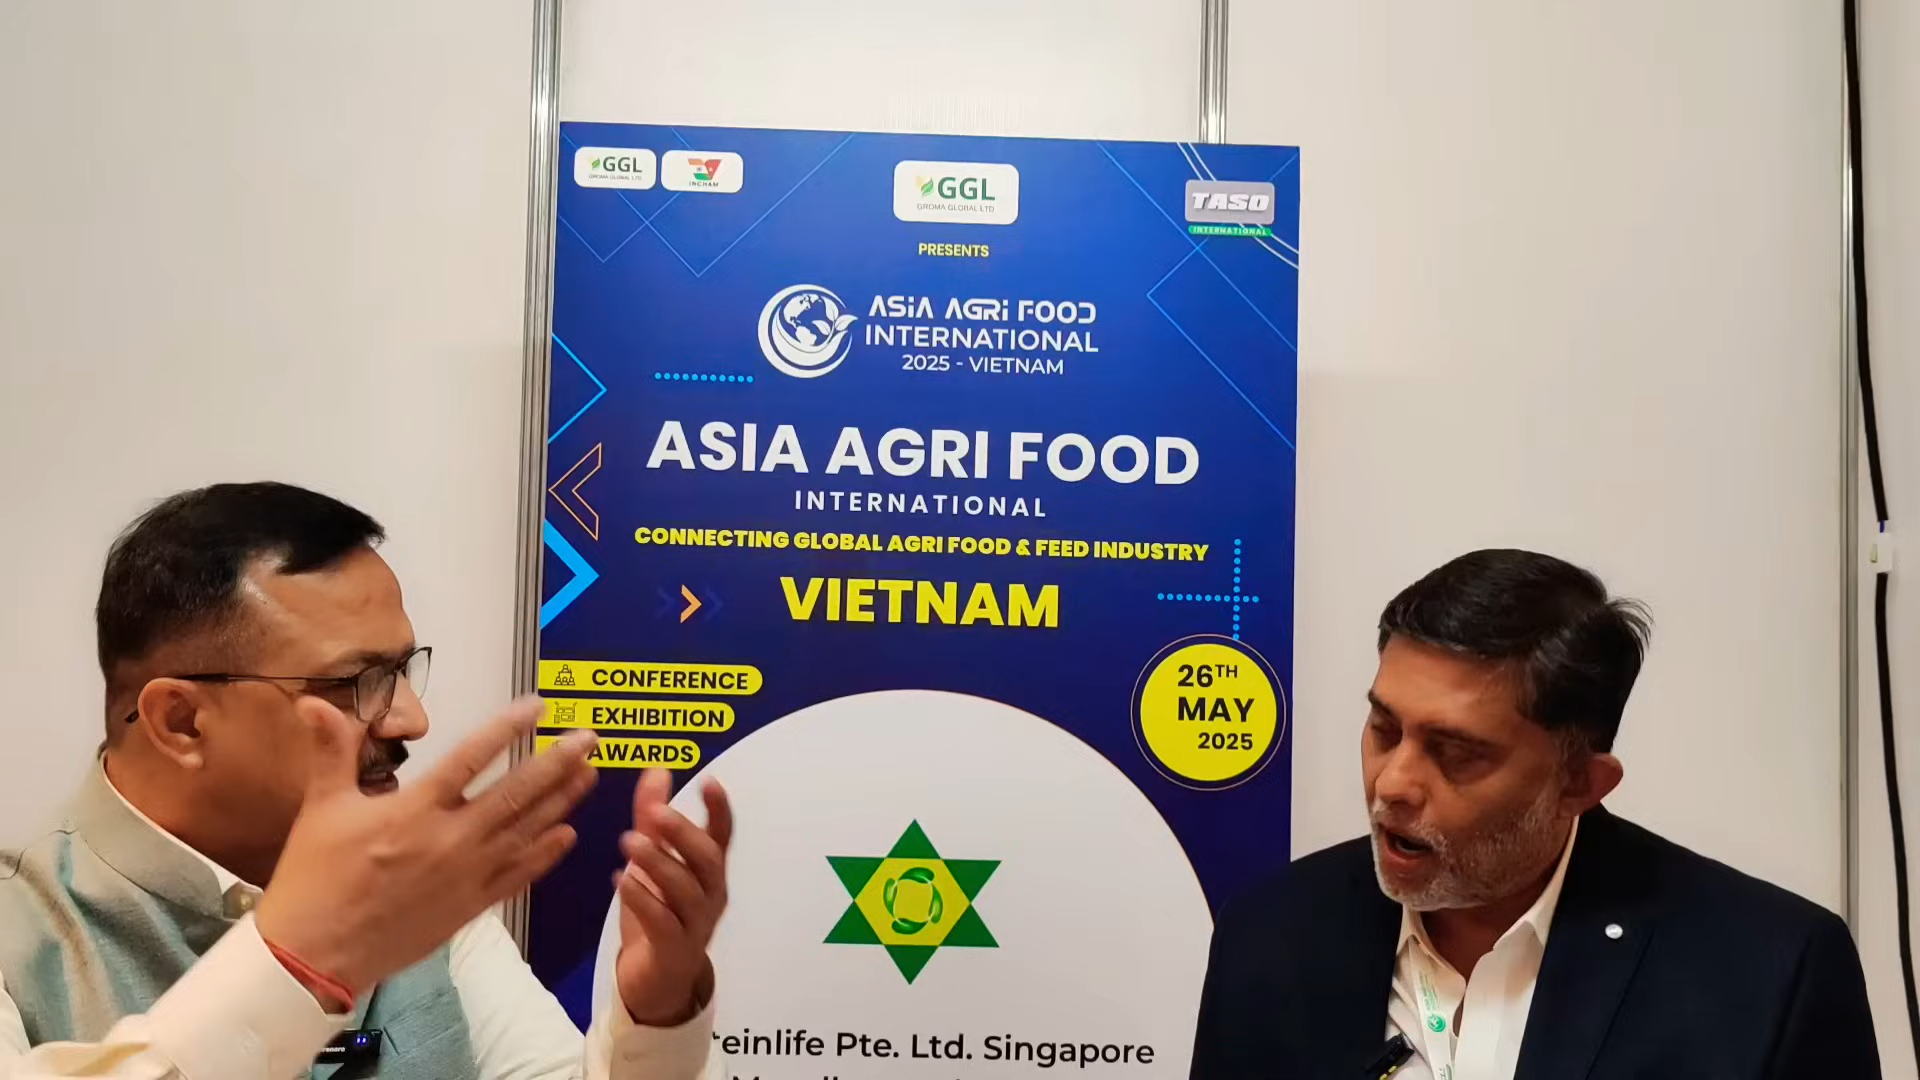 GGL
GROMA GLOBAL LTD
INCHAM
GGL
GROMA GLOBAL LTD
TASO
INTERNATIONAL
PRESENTS
ASIA AGRI FOOD
INTERNATIONAL
2025 - VIETNAM
ASIA AGRI FOOD
INTERNATIONAL
CONNECTING GLOBAL AGRI FOOD & FEED INDUSTRY
VIETNAM
CONFERENCE
EXHIBITION
AWARDS
26TH
MAY
2025
teinlife Pte. Ltd. Singapore